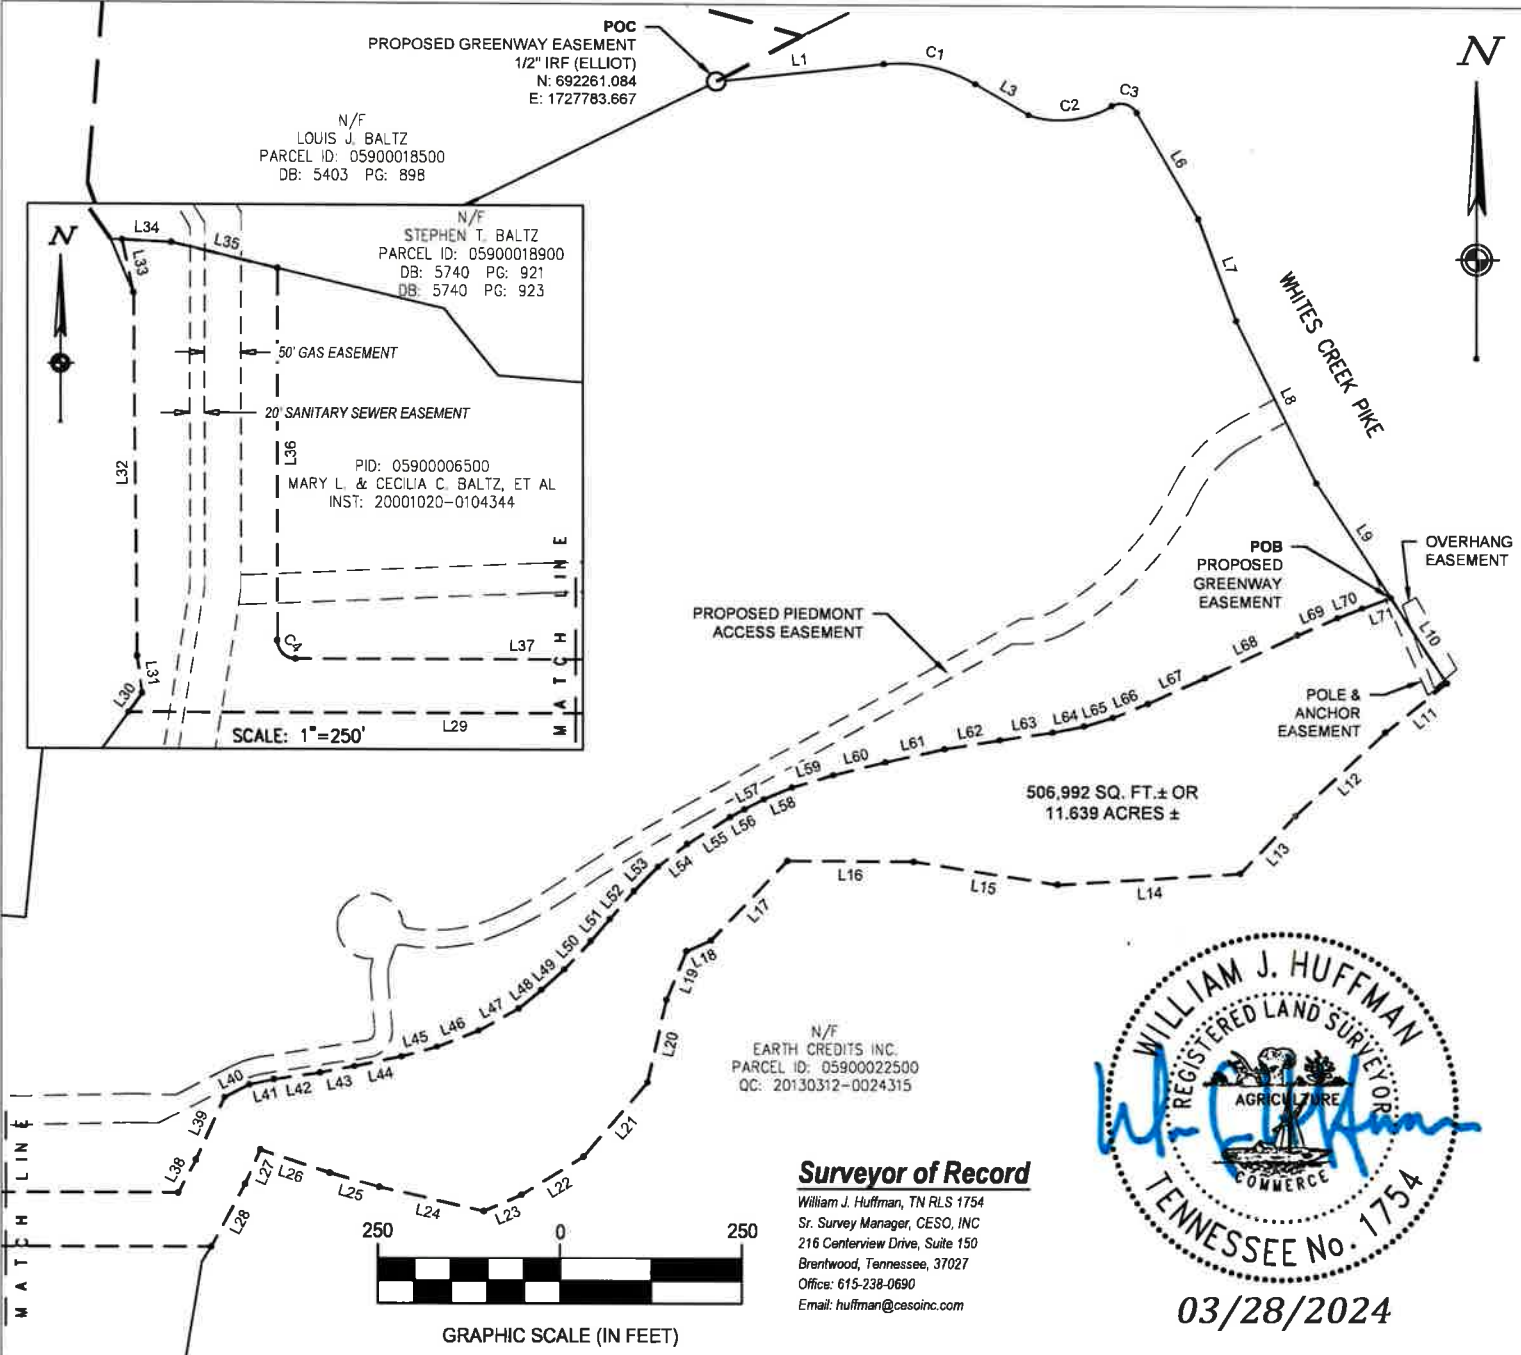 POC
PROPOSED GREENWAY EASEMENT
1/2" IRF (ELLIOT)
N: 692261.084
E: 1727783.667
L1
C1
L3
C2
C3
L6
L7
L8
L9
WHITES CREEK PIKE
N
N/F
LOUIS J. BALTZ
PARCEL ID: 05900018500
DB: 5403 PG: 898
N
L34
L33
L35
N/F
STEPHEN T. BALTZ
PARCEL ID: 05900018900
DB: 5740 PG: 921
DB: 5740 PG: 923
50' GAS EASEMENT
20' SANITARY SEWER EASEMENT
L32
L36
PID: 05900006500
MARY L. & CECILIA C. BALTZ, ET AL
INST: 20001020-0104344
C4
L37
L31
L30
L29
SCALE: 1"=250'
MATCH LINE
POB
PROPOSED
GREENWAY
EASEMENT
OVERHANG
EASEMENT
PROPOSED PIEDMONT
ACCESS EASEMENT
POLE &
ANCHOR
EASEMENT
L10
L11
L12
L13
L14
L15
L16
L17
L18
L19
L20
L21
L22
L23
L24
L25
L26
L27
L28
L38
L39
L40
L41
L42
L43
L44
L45
L46
L47
L48
L49
L50
L51
L52
L53
L54
L55
L56
L57
L58
L59
L60
L61
L62
L63
L64
L65
L66
L67
L68
L69
L70
L71
506,992 SQ. FT.± OR
11.639 ACRES ±
N/F
EARTH CREDITS INC.
PARCEL ID: 05900022500
QC: 20130312-0024315
MATCH LINE
250 0 250
GRAPHIC SCALE (IN FEET)
Surveyor of Record
William J. Huffman, TN RLS 1754
Sr. Survey Manager, CESO, INC
216 Centerview Drive, Suite 150
Brentwood, Tennessee, 37027
Office: 615-238-0690
Email: huffman@cesoinc.com
WILLIAM J. HUFFMAN
REGISTERED LAND SURVEYOR
AGRICULTURE
COMMERCE
TENNESSEE No. 1754
03/28/2024